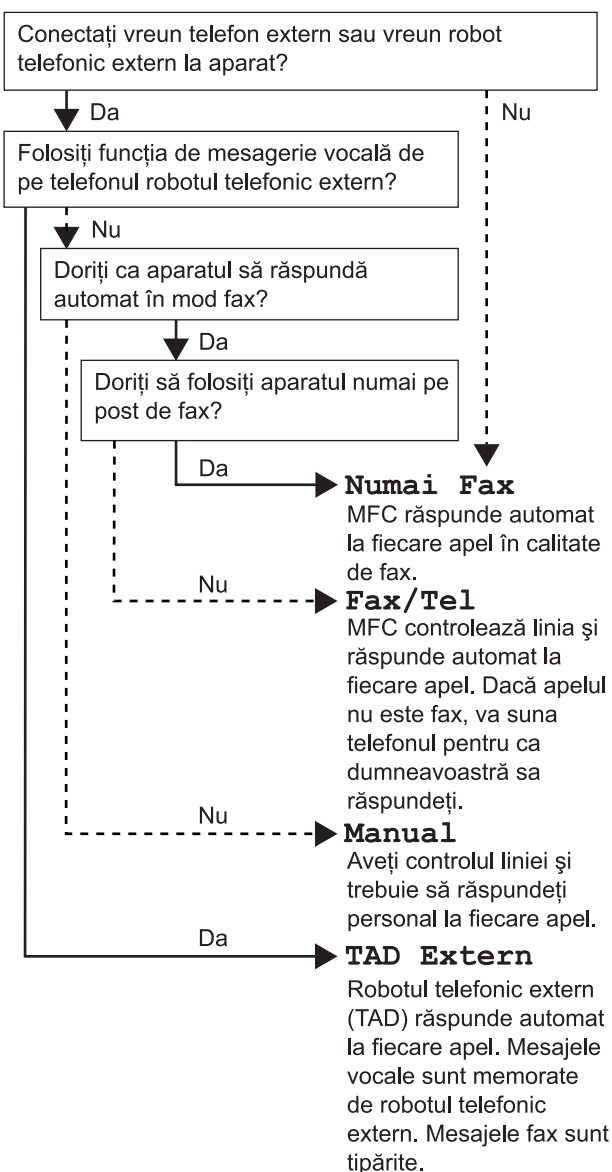 Conectați vreun telefon extern sau vreun robot
telefonic extern la aparat?
Da
Nu
Folosiți funcția de mesagerie vocală de
pe telefonul robotul telefonic extern?
Nu
Doriți ca aparatul să răspundă
automat în mod fax?
Da
Doriți să folosiți aparatul numai pe
post de fax?
Da
Numai Fax
MFC răspunde automat
la fiecare apel în calitate
de fax.
Nu
Fax/Tel
MFC controlează linia şi
răspunde automat la
fiecare apel. Dacă apelul
nu este fax, va suna
telefonul pentru ca
dumneavoastră sa
răspundeți.
Nu
Manual
Aveți controlul liniei şi
trebuie să răspundeți
personal la fiecare apel.
Da
TAD Extern
Robotul telefonic extern
(TAD) răspunde automat
la fiecare apel. Mesajele
vocale sunt memorate
de robotul telefonic
extern. Mesajele fax sunt
tipărite.